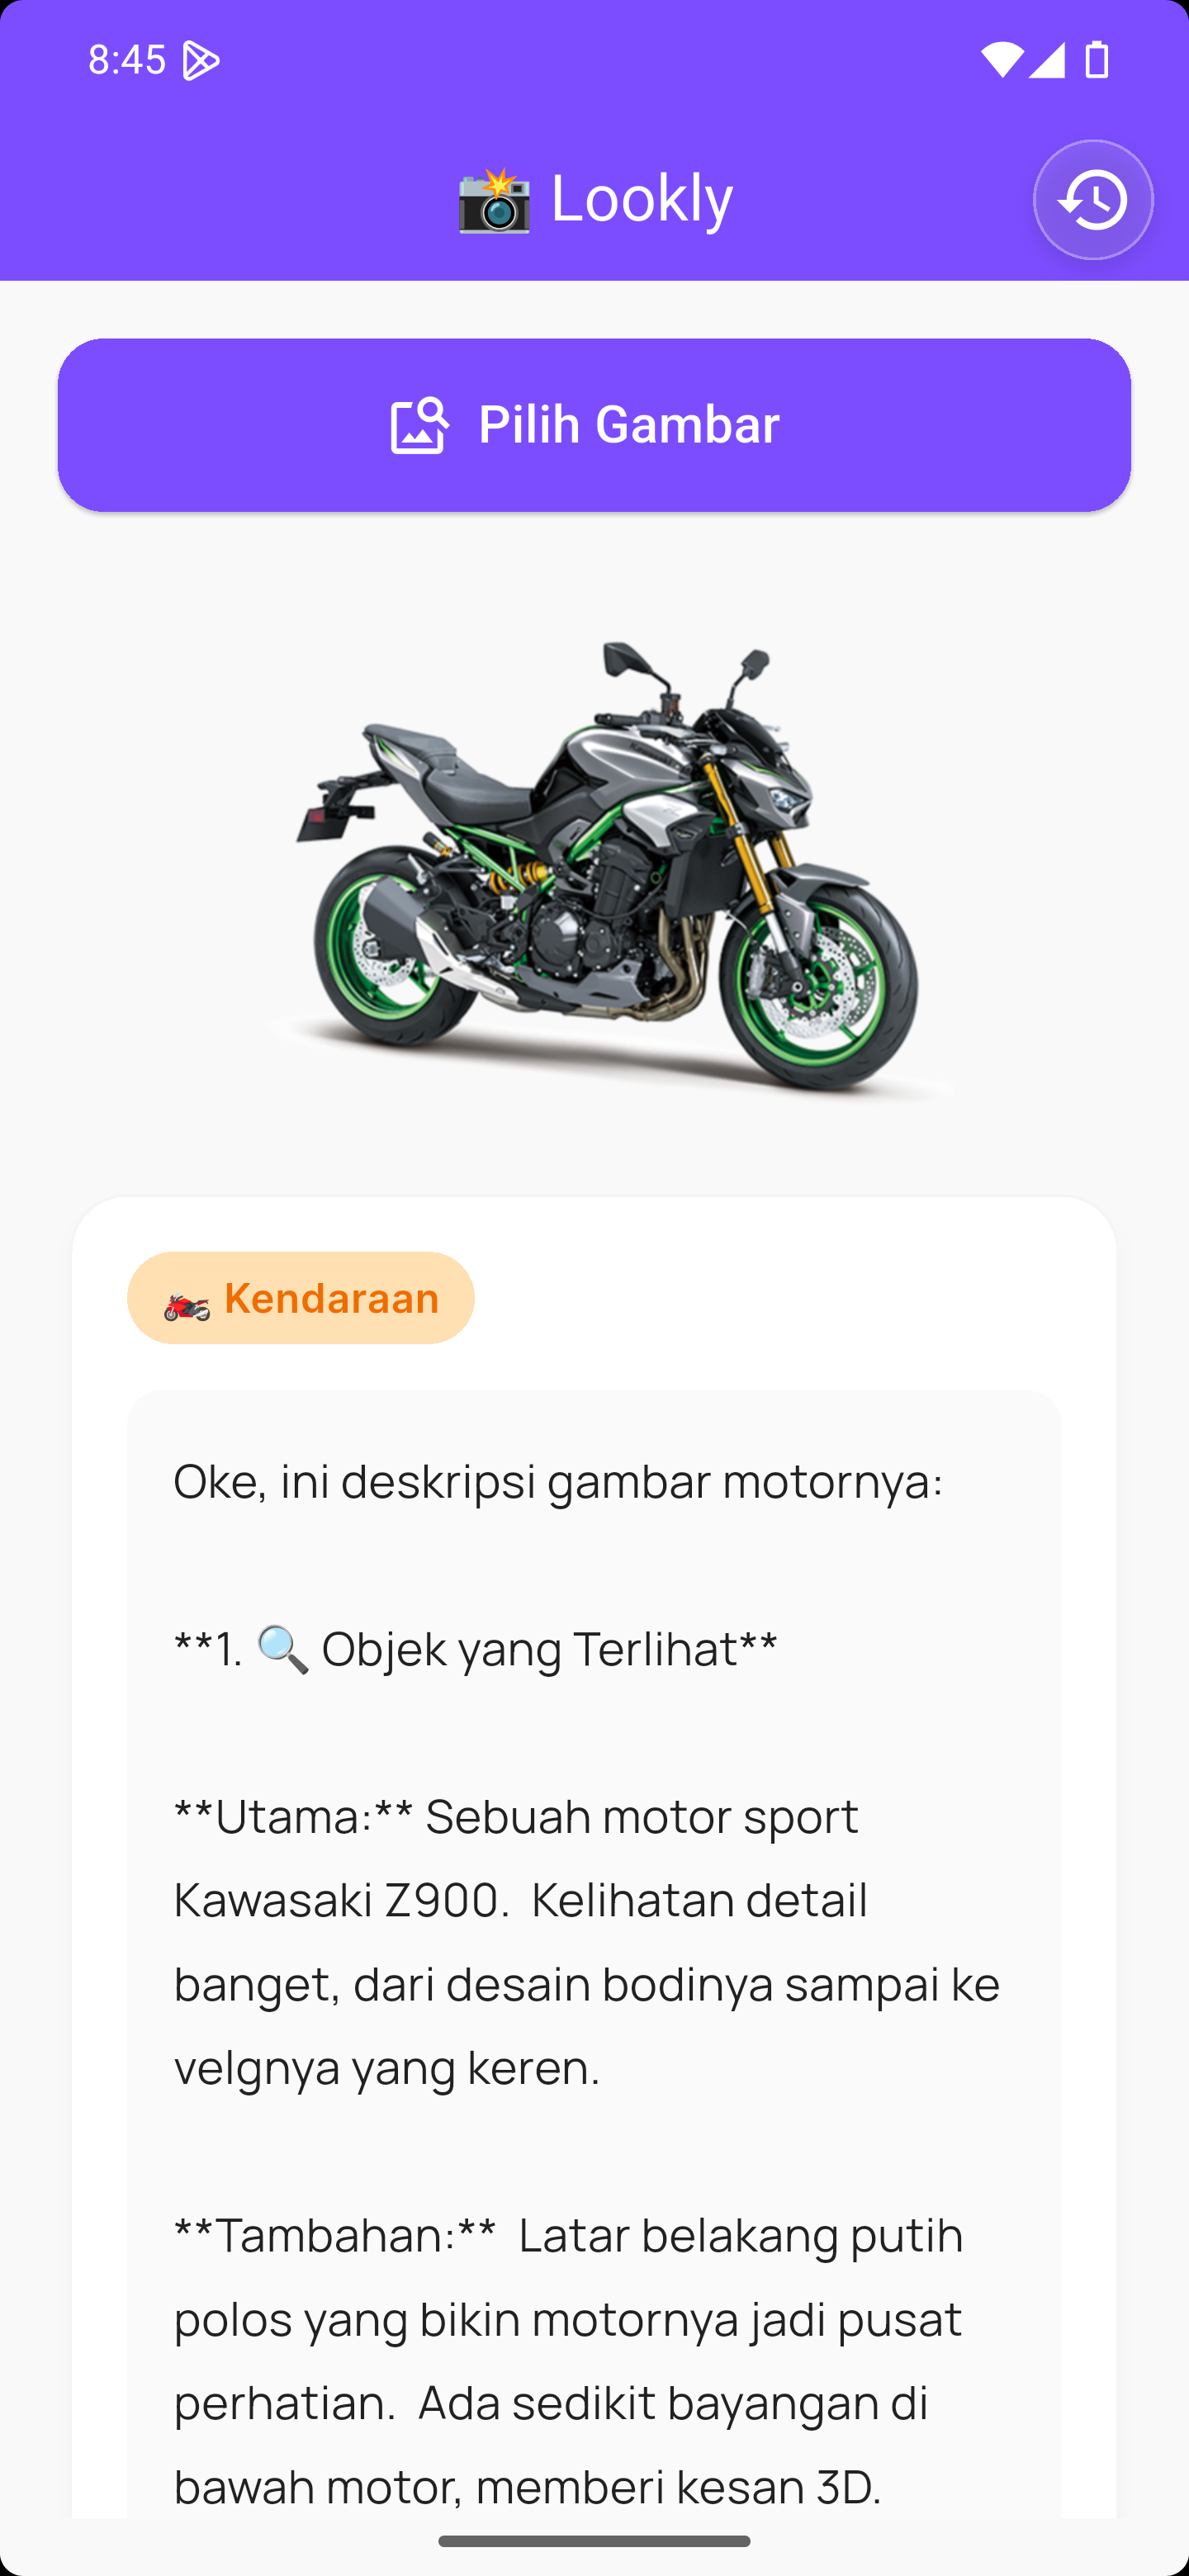 8:45
Lookly
Pilih Gambar
Kendaraan
Oke, ini deskripsi gambar motornya:
**1. 🔍 Objek yang Terlihat**
**Utama:** Sebuah motor sport
Kawasaki Z900.  Kelihatan detail
banget, dari desain bodinya sampai ke
velgnya yang keren.
**Tambahan:**  Latar belakang putih
polos yang bikin motornya jadi pusat
perhatian.  Ada sedikit bayangan di
bawah motor, memberi kesan 3D.